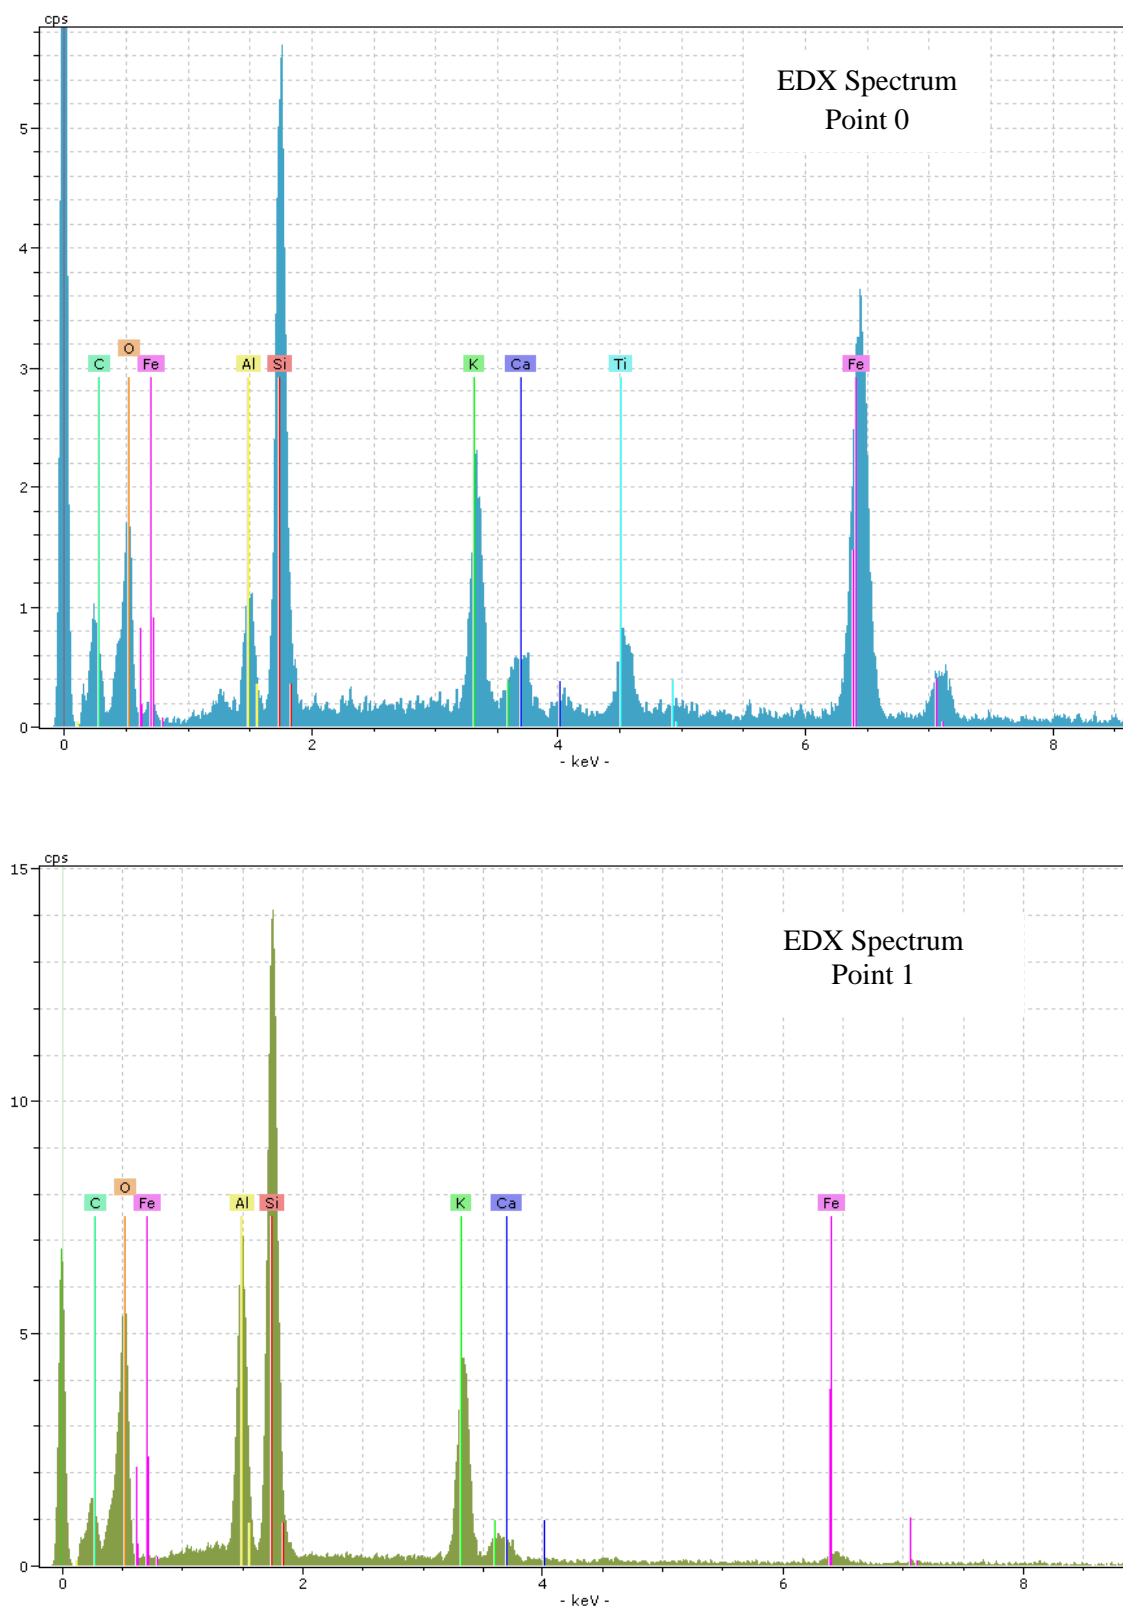 cps
EDX Spectrum
Point 0
5
4
3
2
1
0
C O Fe Al Si K Ca Ti Fe
0 2 4 6 8
- keV -
cps
15
EDX Spectrum
Point 1
10
5
0
C O Fe Al Si K Ca Fe
0 2 4 6 8
- keV -